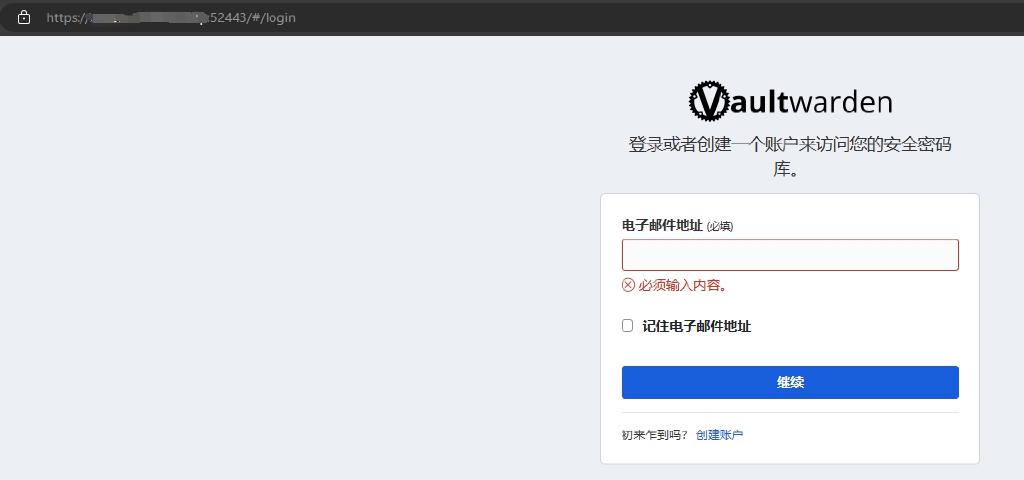 https:// :52443/#/login
Vaultwarden
登录或者创建一个账户来访问您的安全密码
库。
电子邮件地址 (必填)
必须输入内容。
记住电子邮件地址
继续
初来乍到吗？ 创建账户